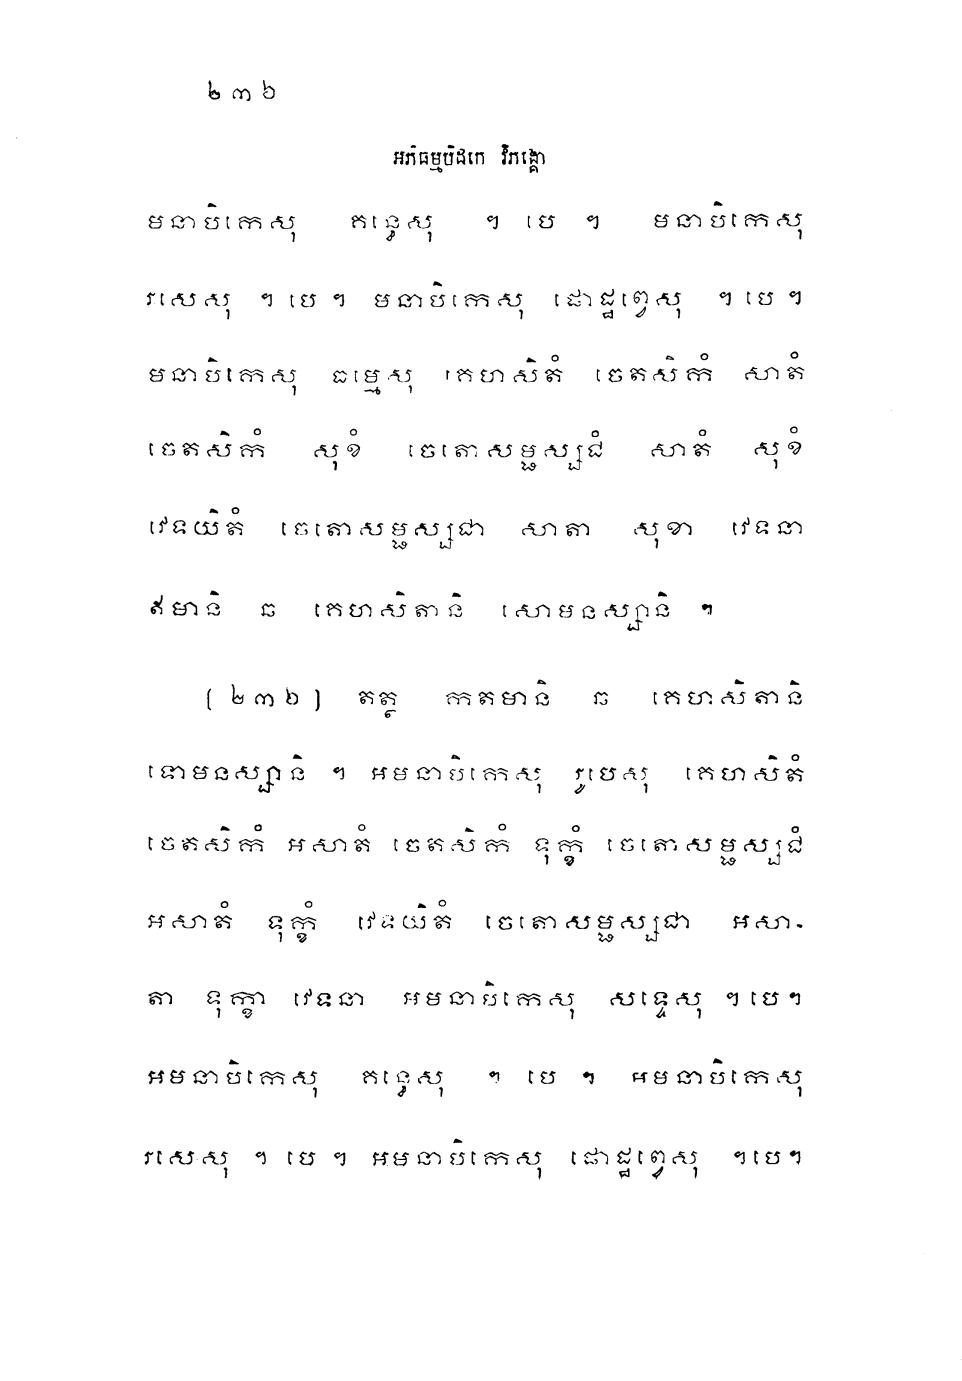 ២៣៦
អភិធម្មបិដកេ វិភង្គោ
មនាបិកេសុ គន្ធេសុ ។ បេ ។ មនាបិកេសុ
រសេសុ ។ បេ ។ មនាបិកេសុ ផោដ្ឋព្វេសុ ។ បេ ។
មនាបិកេសុ ធម្មេសុ គេហសិតំ ចេតសិកំ សាតំ
ចេតសិកំ សុខំ ចេតោសម្ផស្សជំ សាតំ សុខំ
វេទយិតំ ចេតោសម្ផស្សជា សាតា សុខា វេទនា
ឥមានិ ឆ គេហសិតានិ សោមនស្សានិ ។
(២៣៦) តត្ថ កតមានិ ឆ គេហសិតានិ
ទោមនស្សានិ ។ អមនាបិកេសុ រូបេសុ គេហសិតំ
ចេតសិកំ អសាតំ ចេតសិកំ ទុក្ខំ ចេតោសម្ផស្សជំ
អសាតំ ទុក្ខំ វេទយិតំ ចេតោសម្ផស្សជា អសា-
តា ទុក្ខា វេទនា អមនាបិកេសុ សទ្ទេសុ ។ បេ ។
អមនាបិកេសុ គន្ធេសុ ។ បេ ។ អមនាបិកេសុ
រសេសុ ។ បេ ។ អមនាបិកេសុ ផោដ្ឋព្វេសុ ។ បេ ។